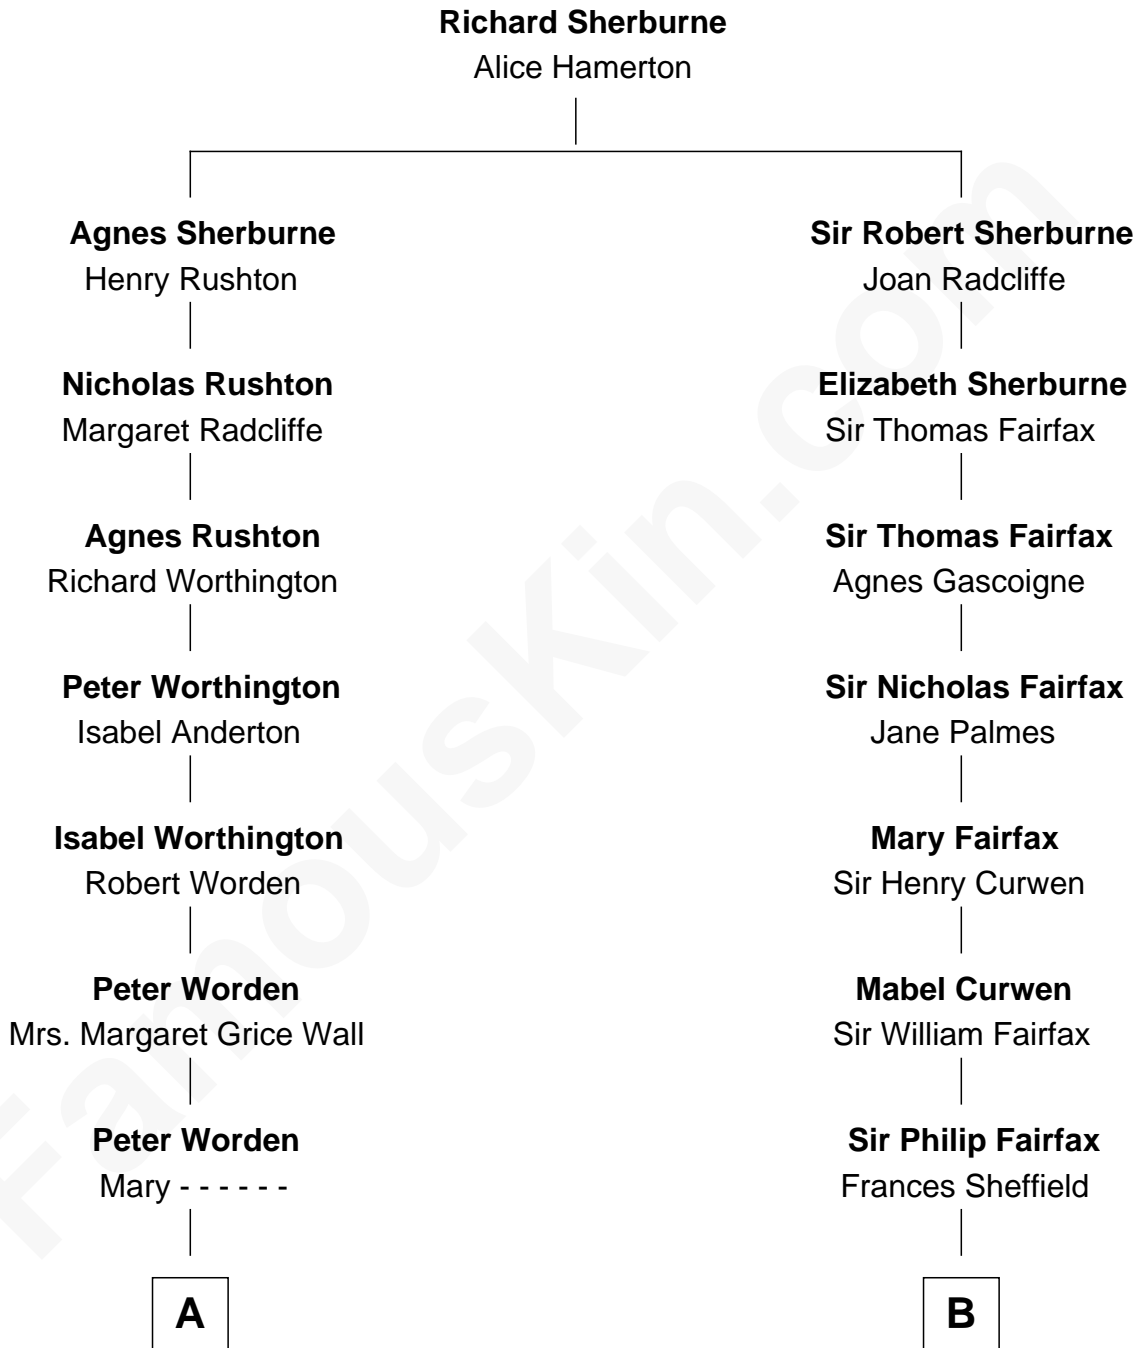 Richard Sherburne
Alice Hamerton
Agnes Sherburne
Henry Rushton
Sir Robert Sherburne
Joan Radcliffe
Nicholas Rushton
Margaret Radcliffe
Elizabeth Sherburne
Sir Thomas Fairfax
Agnes Rushton
Richard Worthington
Sir Thomas Fairfax
Agnes Gascoigne
Peter Worthington
Isabel Anderton
Sir Nicholas Fairfax
Jane Palmes
Isabel Worthington
Robert Worden
Mary Fairfax
Sir Henry Curwen
Peter Worden
Mrs. Margaret Grice Wall
Mabel Curwen
Sir William Fairfax
Peter Worden
Mary - - - - - -
Sir Philip Fairfax
Frances Sheffield
A
B
FamousKin.com